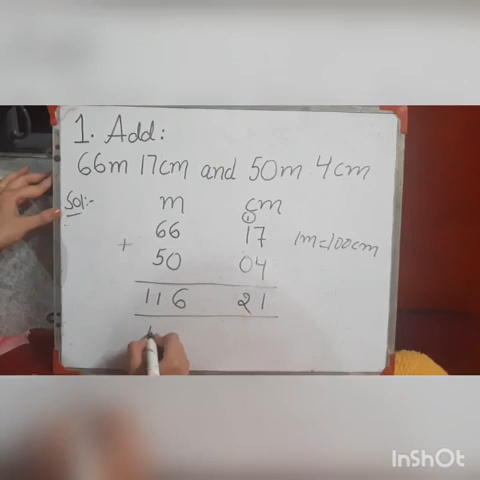 1. Add:
66m 17cm and 50m 4cm
Sol:- m cm
1
66 17 1m=100cm
+
50 04
116 21
InShOt